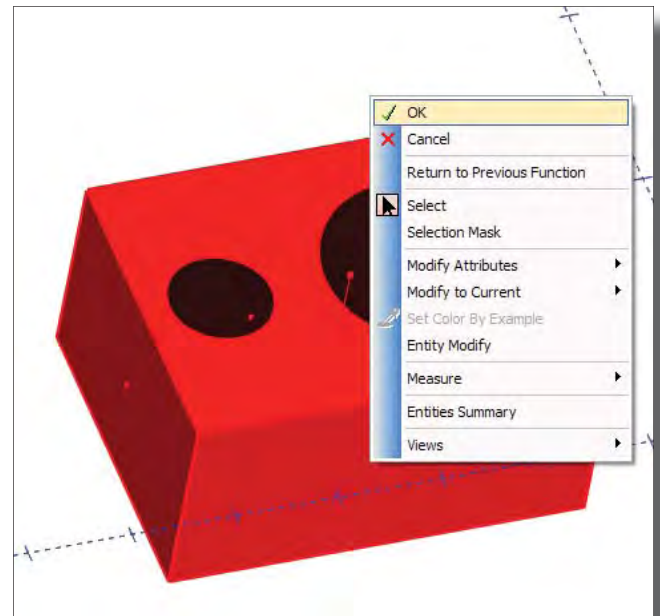 OK
Cancel
Return to Previous Function
Select
Selection Mask
Modify Attributes
Modify to Current
Set Color By Example
Entity Modify
Measure
Entities Summary
Views